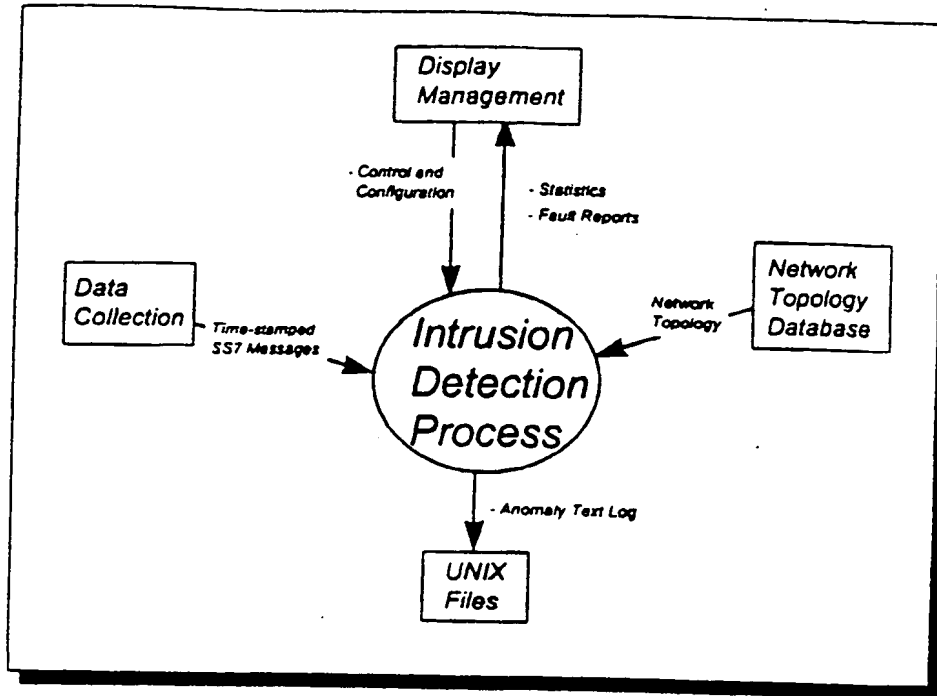 Display
Management
- Control and
Configuration
- Statistics
- Fault Reports
Data
Collection
Time-stamped
SS7 Messages
Intrusion
Detection
Process
Network
Topology
Network
Topology
Database
- Anomaly Text Log
UNIX
Files